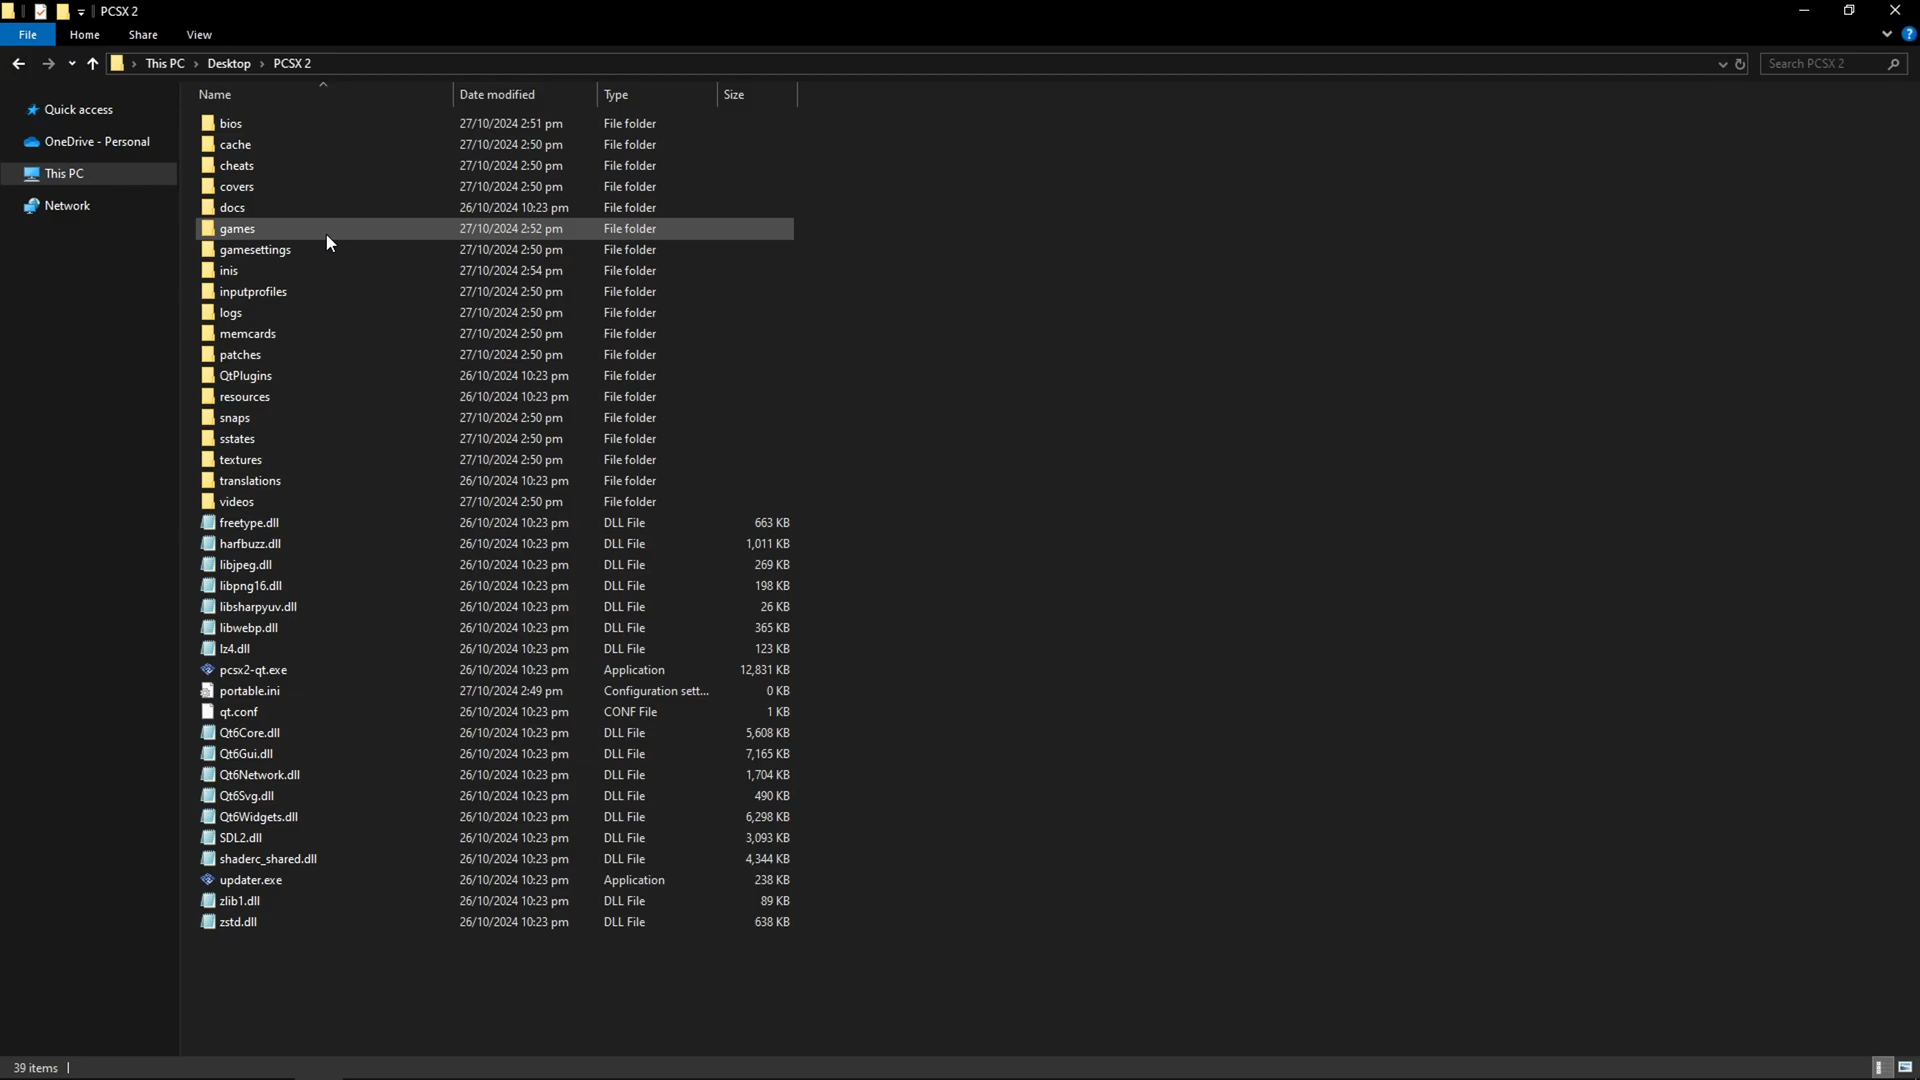 PCSX 2
File Home Share View
This PC > Desktop > PCSX 2 Search PCSX 2
Quick access
OneDrive - Personal
This PC
Network
Name Date modified Type Size
bios 27/10/2024 2:51 pm File folder
cache 27/10/2024 2:50 pm File folder
cheats 27/10/2024 2:50 pm File folder
covers 27/10/2024 2:50 pm File folder
docs 26/10/2024 10:23 pm File folder
games 27/10/2024 2:52 pm File folder
gamesettings 27/10/2024 2:50 pm File folder
inis 27/10/2024 2:54 pm File folder
inputprofiles 27/10/2024 2:50 pm File folder
logs 27/10/2024 2:50 pm File folder
memcards 27/10/2024 2:50 pm File folder
patches 27/10/2024 2:50 pm File folder
QtPlugins 26/10/2024 10:23 pm File folder
resources 26/10/2024 10:23 pm File folder
snaps 27/10/2024 2:50 pm File folder
sstates 27/10/2024 2:50 pm File folder
textures 27/10/2024 2:50 pm File folder
translations 26/10/2024 10:23 pm File folder
videos 27/10/2024 2:50 pm File folder
freetype.dll 26/10/2024 10:23 pm DLL File 663 KB
harfbuzz.dll 26/10/2024 10:23 pm DLL File 1,011 KB
libjpeg.dll 26/10/2024 10:23 pm DLL File 269 KB
libpng16.dll 26/10/2024 10:23 pm DLL File 198 KB
libsharpyuv.dll 26/10/2024 10:23 pm DLL File 26 KB
libwebp.dll 26/10/2024 10:23 pm DLL File 365 KB
lz4.dll 26/10/2024 10:23 pm DLL File 123 KB
pcsx2-qt.exe 26/10/2024 10:23 pm Application 12,831 KB
portable.ini 27/10/2024 2:49 pm Configuration sett... 0 KB
qt.conf 26/10/2024 10:23 pm CONF File 1 KB
Qt6Core.dll 26/10/2024 10:23 pm DLL File 5,608 KB
Qt6Gui.dll 26/10/2024 10:23 pm DLL File 7,165 KB
Qt6Network.dll 26/10/2024 10:23 pm DLL File 1,704 KB
Qt6Svg.dll 26/10/2024 10:23 pm DLL File 490 KB
Qt6Widgets.dll 26/10/2024 10:23 pm DLL File 6,298 KB
SDL2.dll 26/10/2024 10:23 pm DLL File 3,093 KB
shaderc_shared.dll 26/10/2024 10:23 pm DLL File 4,344 KB
updater.exe 26/10/2024 10:23 pm Application 238 KB
zlib1.dll 26/10/2024 10:23 pm DLL File 89 KB
zstd.dll 26/10/2024 10:23 pm DLL File 638 KB
39 items